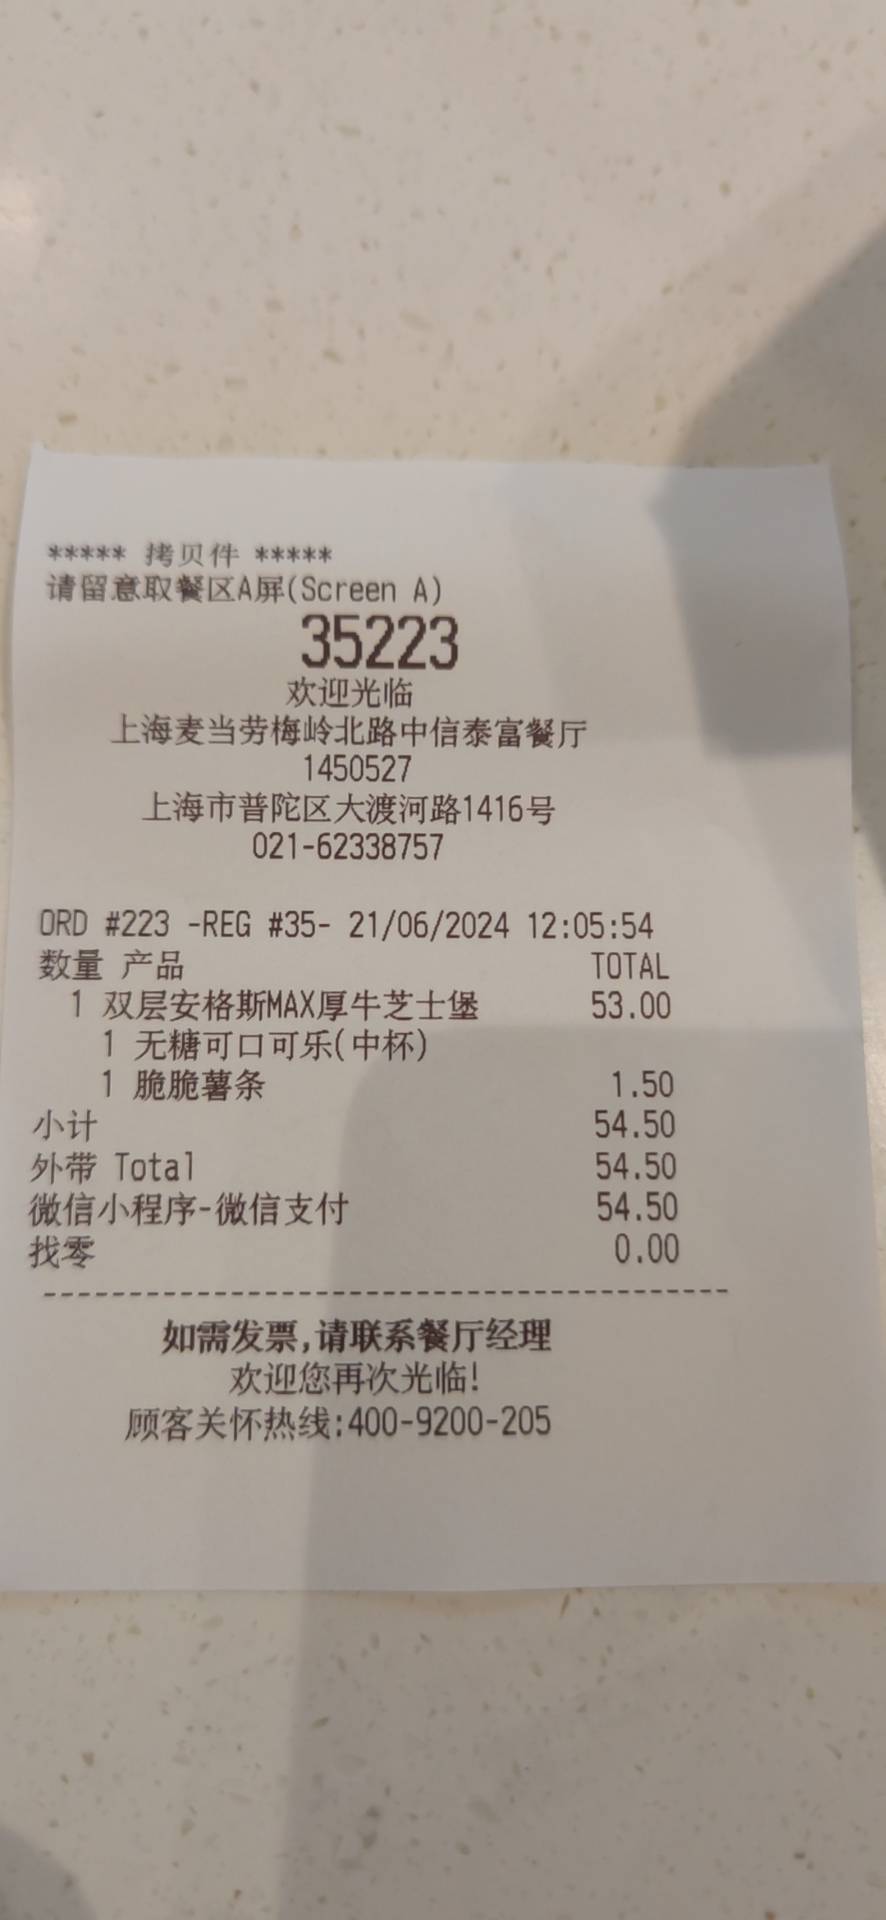 ***** 拷贝件 *****
请留意取餐区A屏(Screen A)
35223
欢迎光临
上海麦当劳梅岭北路中信泰富餐厅
1450527
上海市普陀区大渡河路1416号
021-62338757
ORD #223 -REG #35- 21/06/2024 12:05:54
数量 产品 TOTAL
1 双层安格斯MAX厚牛芝士堡 53.00
1 无糖可口可乐(中杯)
1 脆脆薯条 1.50
小计 54.50
外带 Total 54.50
微信小程序-微信支付 54.50
找零 0.00
----------------------------------------
如需发票,请联系餐厅经理
欢迎您再次光临!
顾客关怀热线:400-9200-205